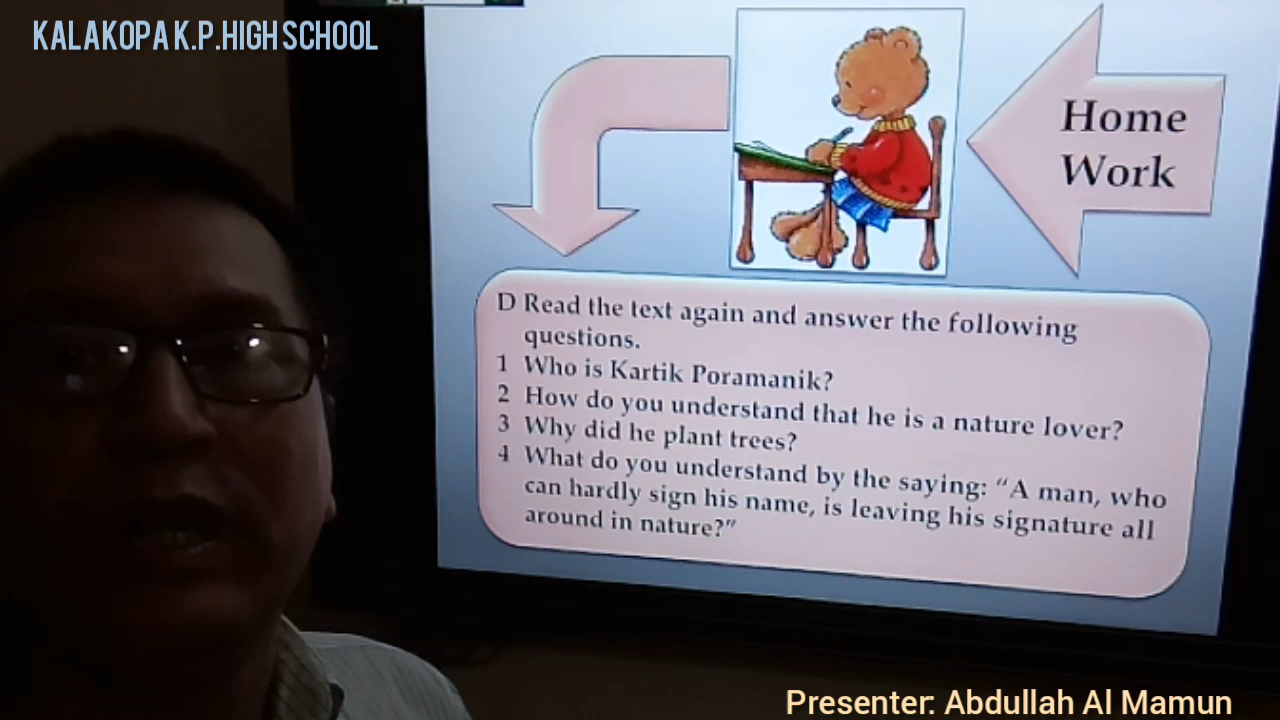 KALAKOPA K.P.HIGH SCHOOL
Home
Work
D Read the text again and answer the following
questions.
1 Who is Kartik Poramanik?
2 How do you understand that he is a nature lover?
3 Why did he plant trees?
4 What do you understand by the saying: “A man, who
can hardly sign his name, is leaving his signature all
around in nature?”
Presenter: Abdullah Al Mamun